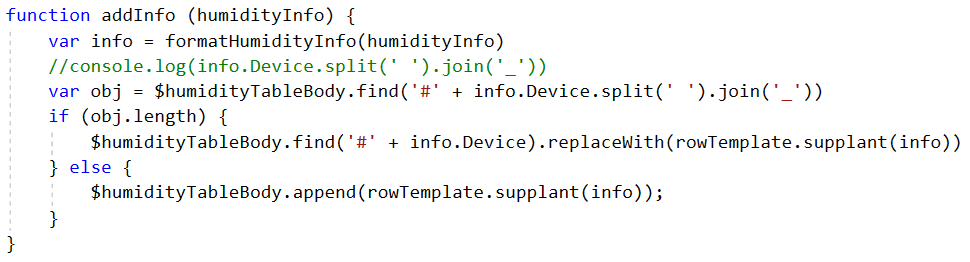 function addInfo (humidityInfo) {
    var info = formatHumidityInfo(humidityInfo)
    //console.log(info.Device.split(' ').join('_'))
    var obj = $humidityTableBody.find('#' + info.Device.split(' ').join('_'))
    if (obj.length) {
        $humidityTableBody.find('#' + info.Device).replaceWith(rowTemplate.supplant(info))
    } else {
        $humidityTableBody.append(rowTemplate.supplant(info));
    }
}